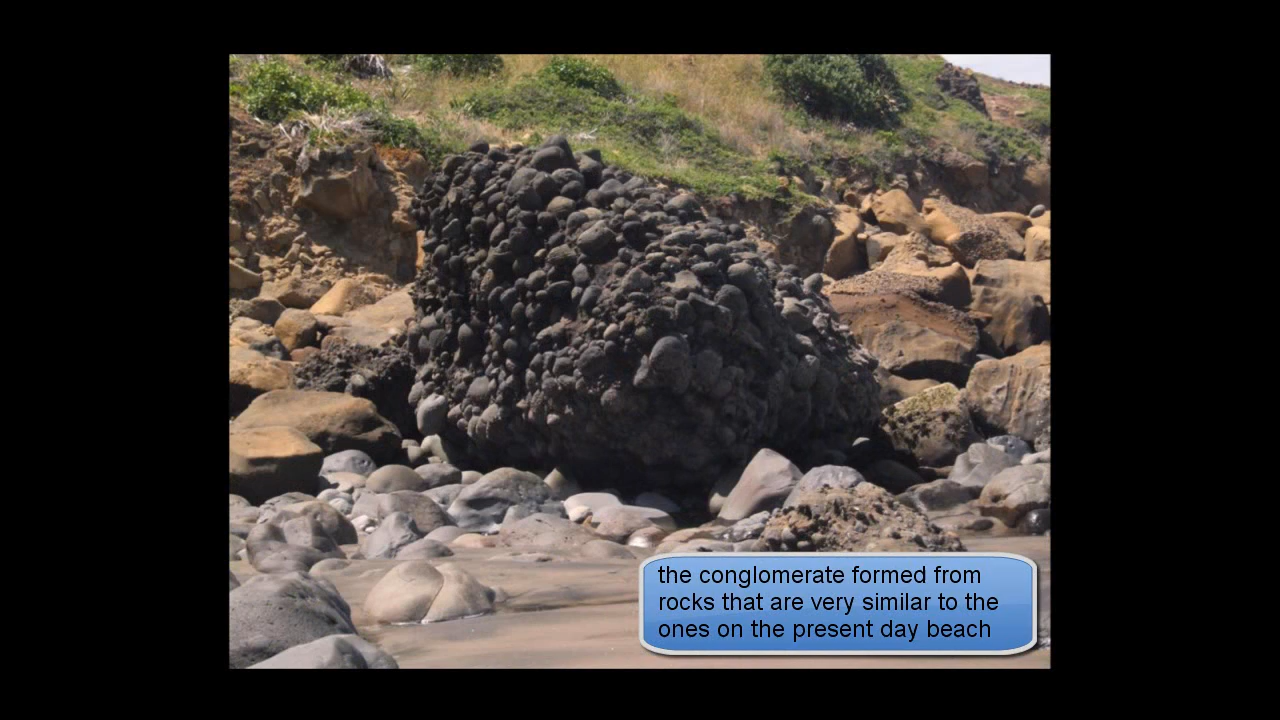 the conglomerate formed from
rocks that are very similar to the
ones on the present day beach